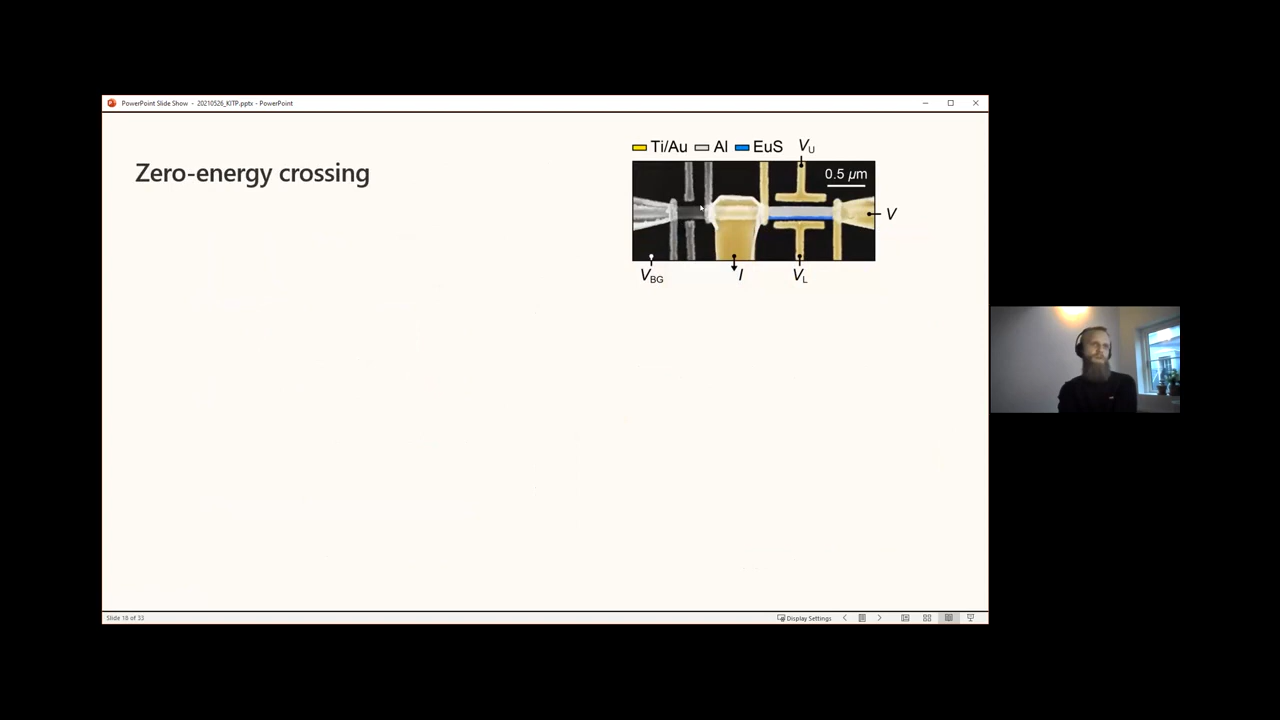 PowerPoint Slide Show - 20210526_KITP.pptx - PowerPoint
Zero-energy crossing
Ti/Au Al EuS V_U
0.5 μm
V
V_BG I V_L
Slide 18 of 33
Display Settings